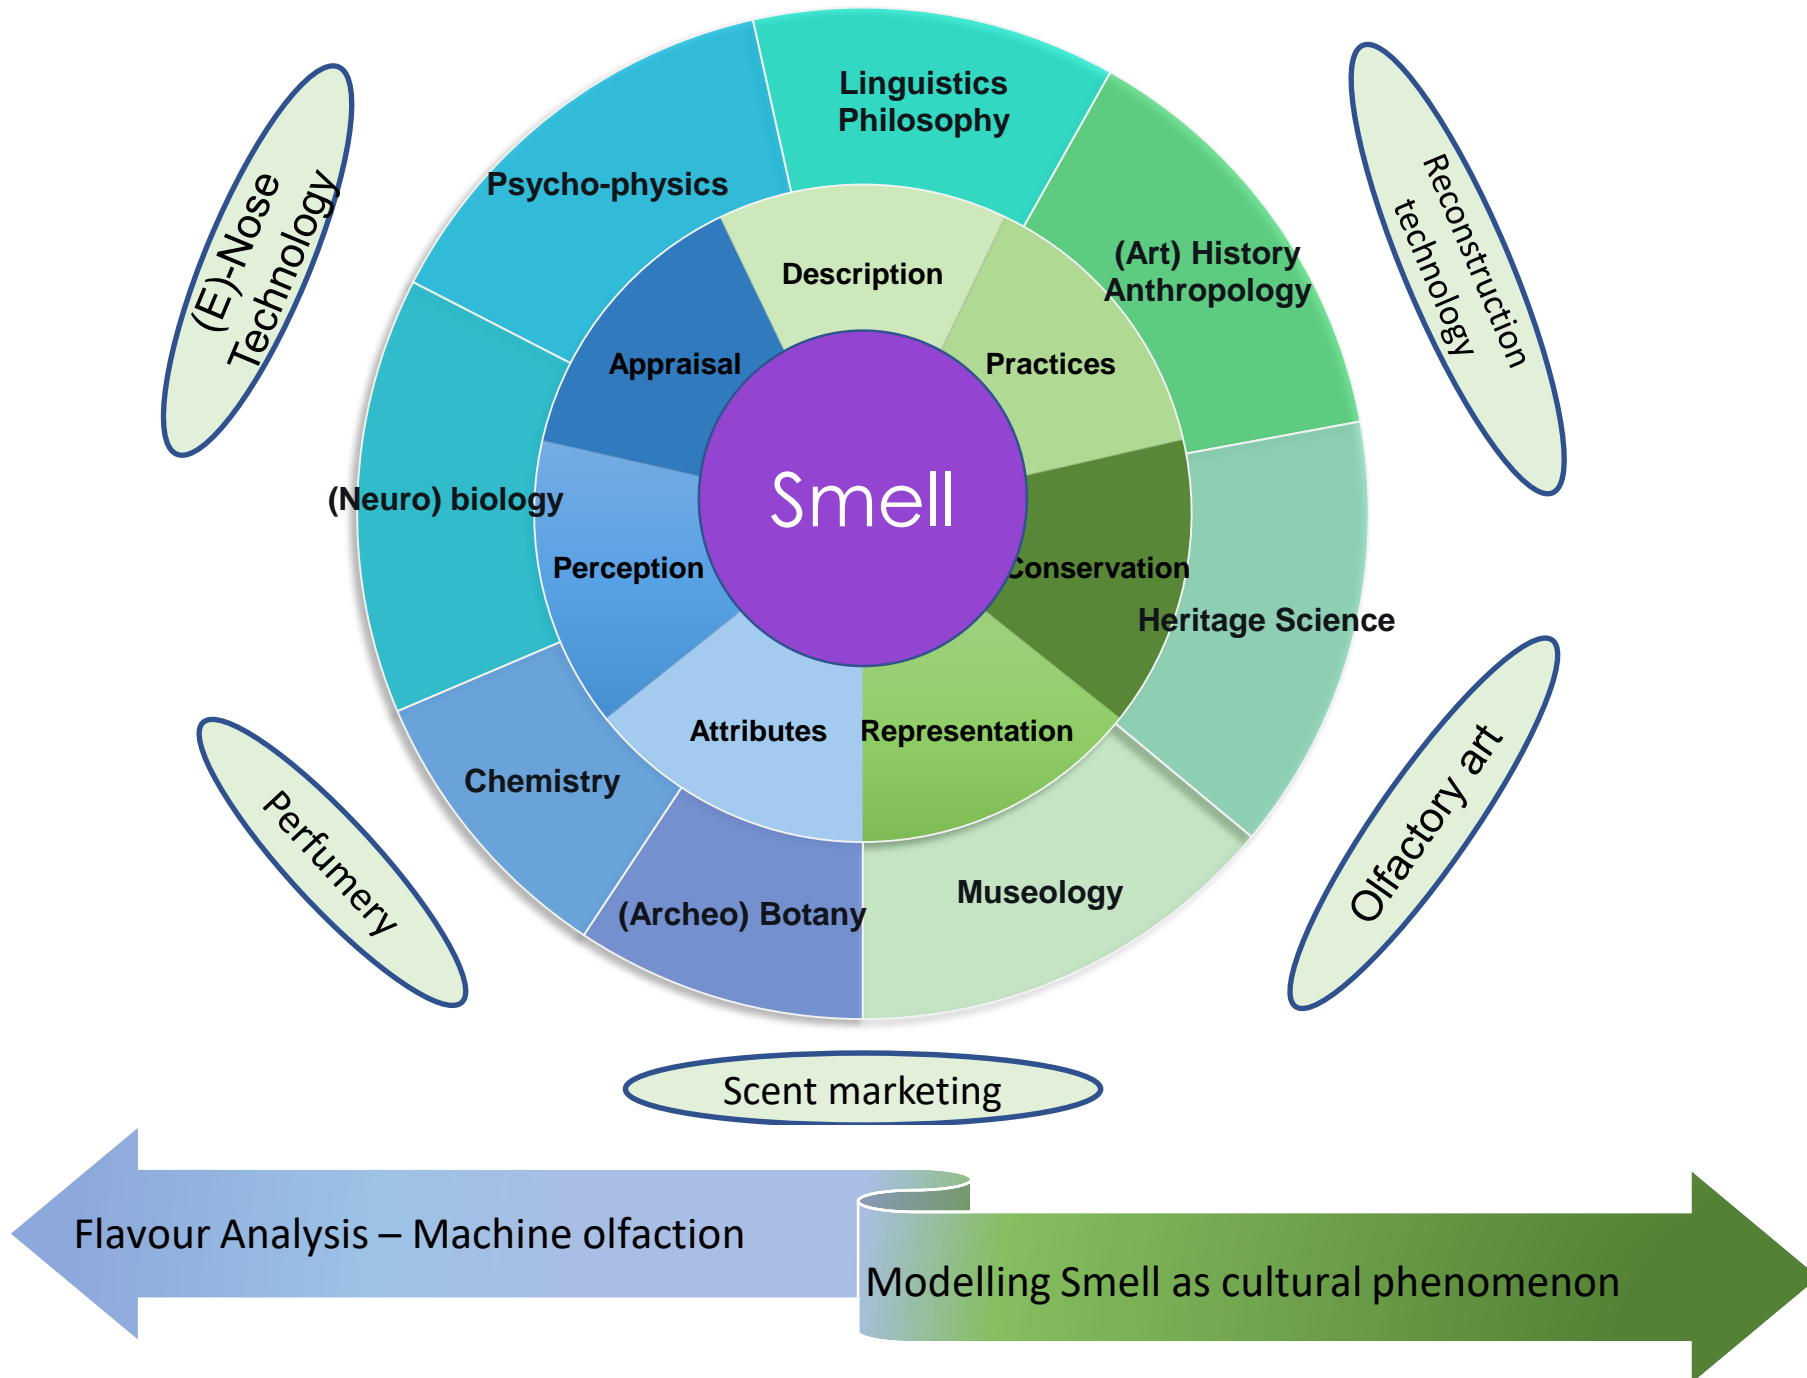 Linguistics
Philosophy
Psycho-physics
(E)-Nose
Technology
Reconstruction
technology
(Art) History
Anthropology
Description
Appraisal
Practices
Smell
(Neuro) biology
Perception
Conservation
Heritage Science
Attributes
Representation
Chemistry
Museology
(Archeo) Botany
Perfumery
Olfactory art
Scent marketing
Flavour Analysis – Machine olfaction
Modelling Smell as cultural phenomenon